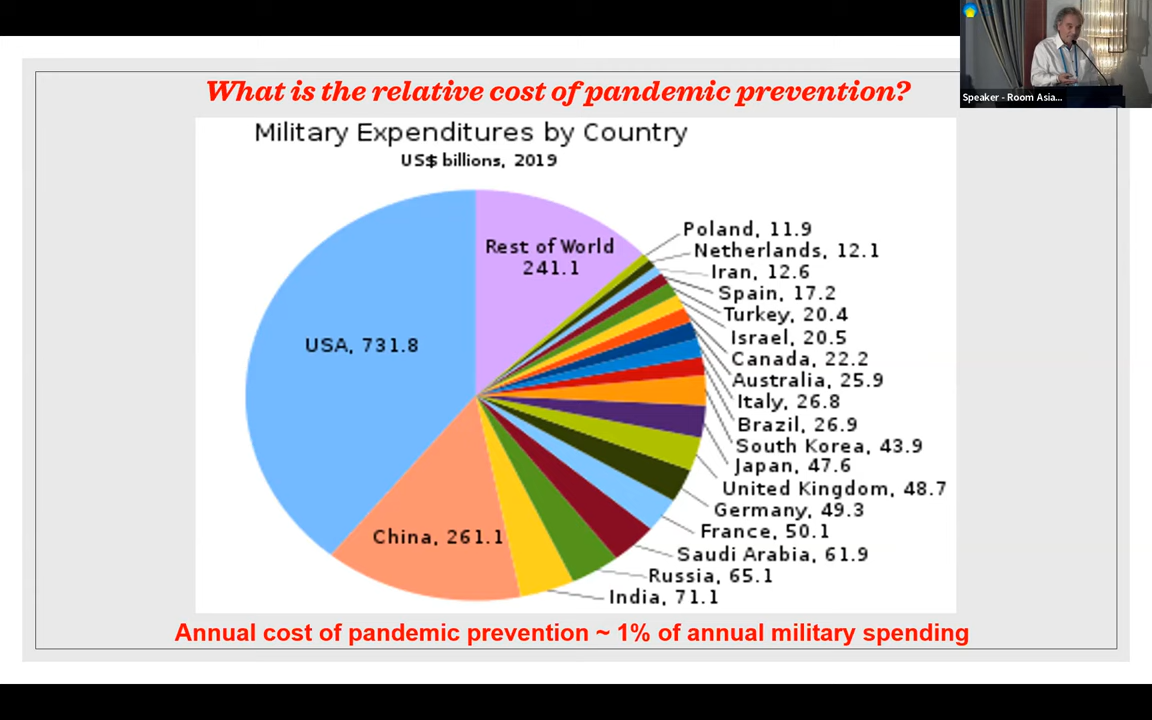 What is the relative cost of pandemic prevention?
Speaker - Room Asia...
Military Expenditures by Country
US$ billions, 2019
Rest of World
241.1
USA, 731.8
China, 261.1
Poland, 11.9
Netherlands, 12.1
Iran, 12.6
Spain, 17.2
Turkey, 20.4
Israel, 20.5
Canada, 22.2
Australia, 25.9
Italy, 26.8
Brazil, 26.9
South Korea, 43.9
Japan, 47.6
United Kingdom, 48.7
Germany, 49.3
France, 50.1
Saudi Arabia, 61.9
Russia, 65.1
India, 71.1
Annual cost of pandemic prevention ~ 1% of annual military spending